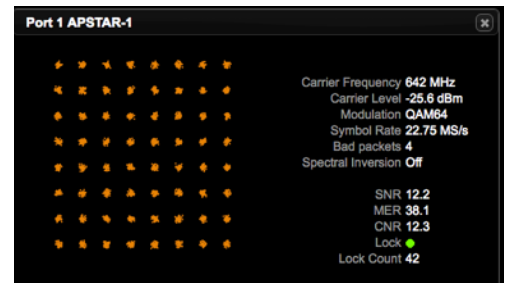 Port 1 APSTAR-1
Carrier Frequency 642 MHz
Carrier Level -25.6 dBm
Modulation QAM64
Symbol Rate 22.75 MS/s
Bad packets 4
Spectral Inversion Off
SNR 12.2
MER 38.1
CNR 12.3
Lock
Lock Count 42